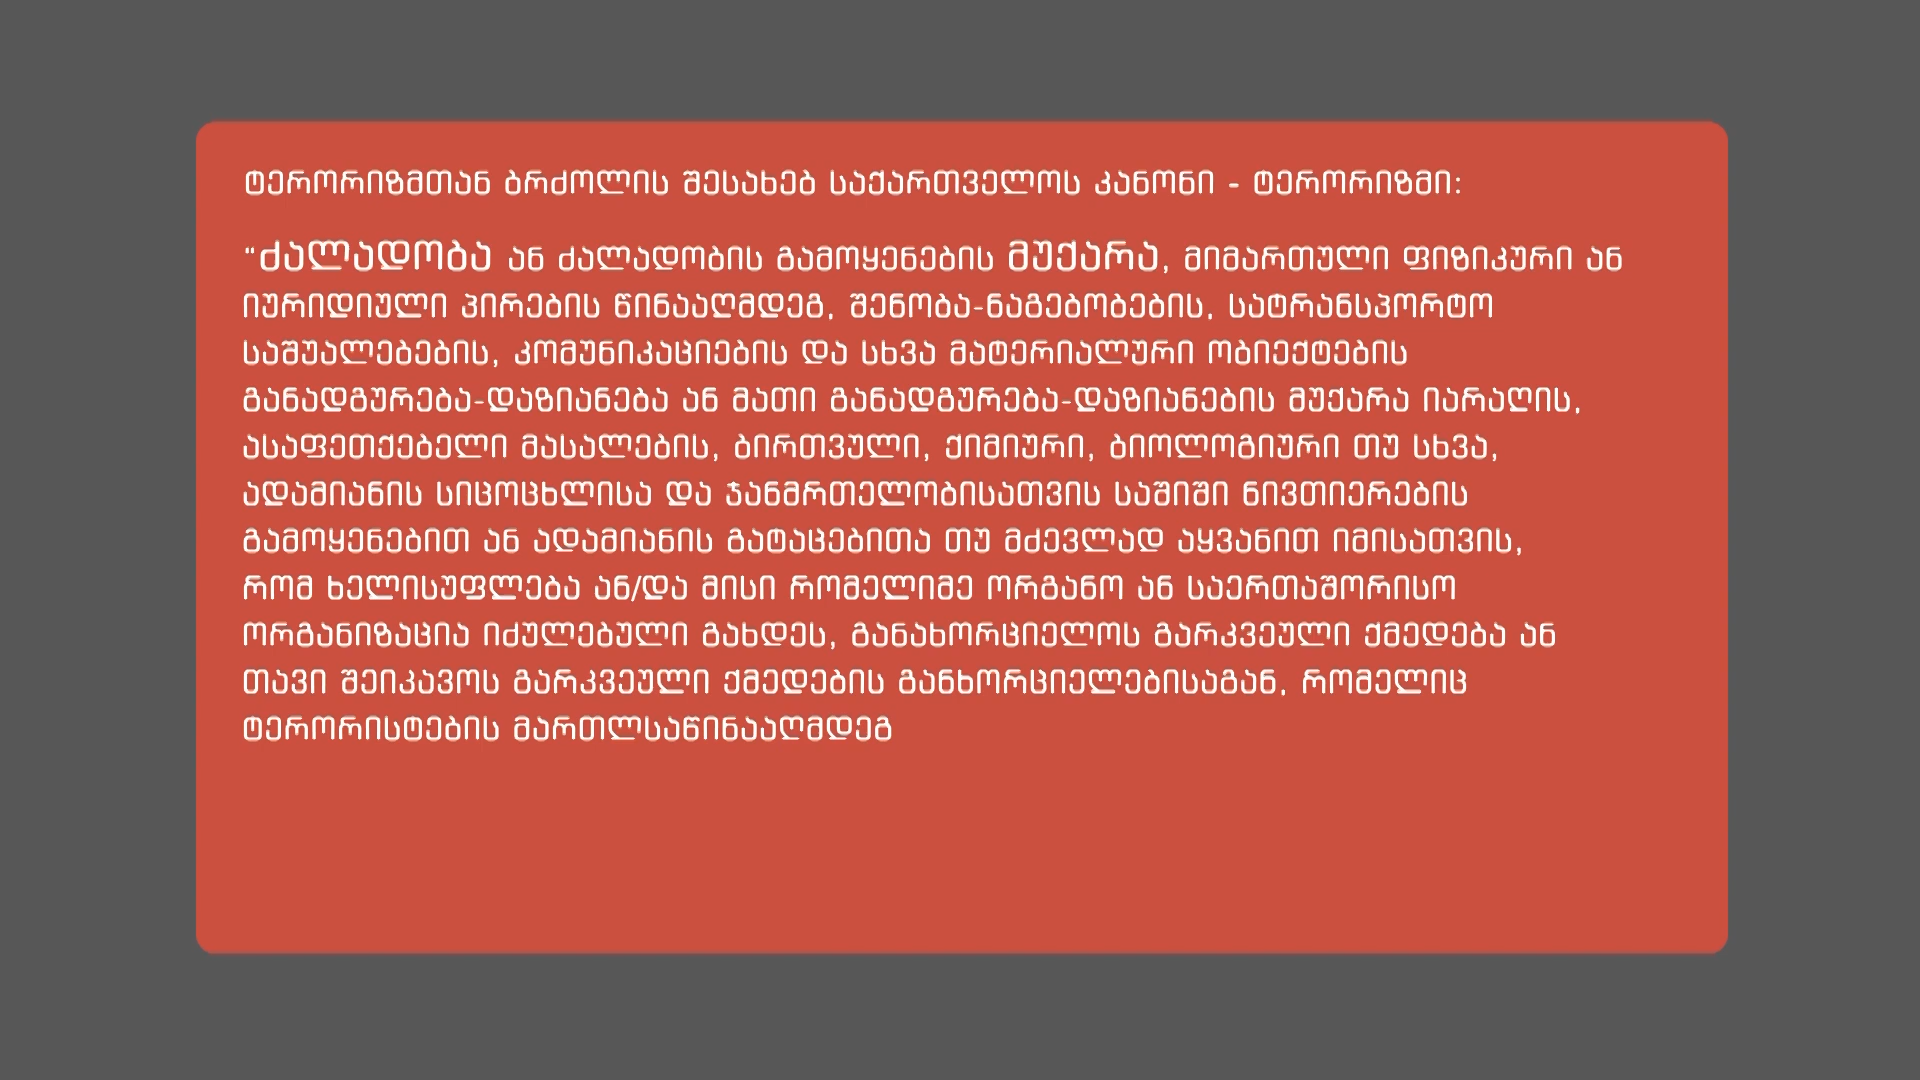 ტერორიზმთან ბრძოლის შესახებ საქართველოს კანონი - ტერორიზმი:
"ძალადობა ან ძალადობის გამოყენების მუქარა, მიმართული ფიზიკური ან
იურიდიული პირების წინააღმდეგ, შენობა-ნაგებობების, სატრანსპორტო
საშუალებების, კომუნიკაციების და სხვა მატერიალური ობიექტების
განადგურება-დაზიანება ან მათი განადგურება-დაზიანების მუქარა იარაღის,
ასაფეთქებელი მასალების, ბირთვული, ქიმიური, ბიოლოგიური თუ სხვა,
ადამიანის სიცოცხლისა და ჯანმრთელობისათვის საშიში ნივთიერების
გამოყენებით ან ადამიანის გატაცებითა თუ მძევლად აყვანით იმისათვის,
რომ ხელისუფლება ან/და მისი რომელიმე ორგანო ან საერთაშორისო
ორგანიზაცია იძულებული გახდეს, განახორციელოს გარკვეული ქმედება ან
თავი შეიკავოს გარკვეული ქმედების განხორციელებისაგან, რომელიც
ტერორისტების მართლსაწინააღმდეგ